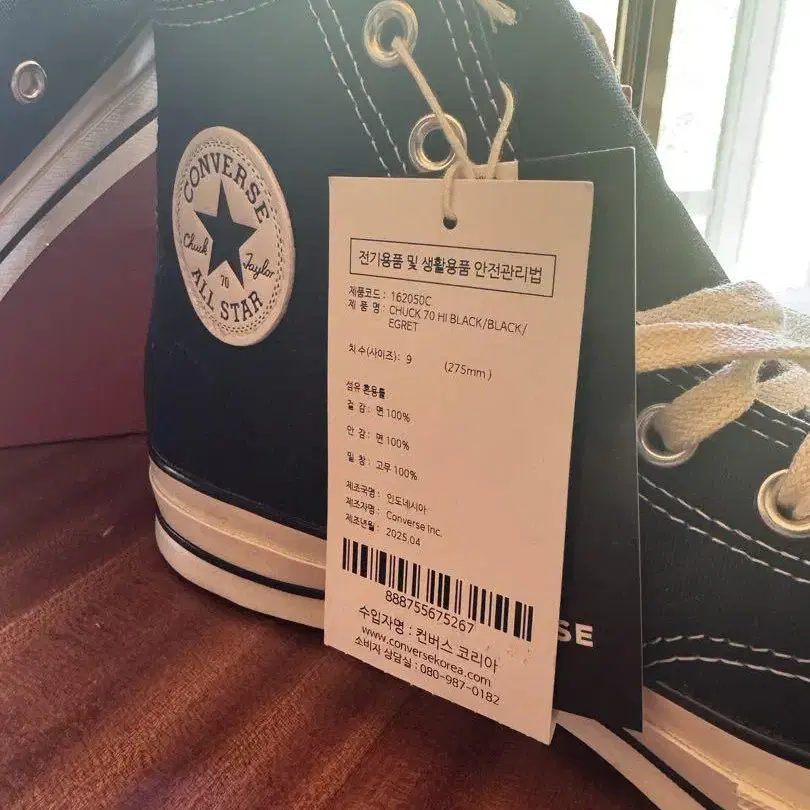 CONVERSE
Chuck Taylor
70
ALL STAR
전기용품 및 생활용품 안전관리법
제품코드 : 162050C
제 품 명 : CHUCK 70 HI BLACK/BLACK/
EGRET
치 수(사이즈) : 9 (275mm )
섬유 혼용률
겉 감 : 면 100%
안 감 : 면 100%
밑 창 : 고무 100%
제조국명 : 인도네시아
제조자명 : Converse Inc.
제조년월 : 2025.04
888755675267
수입자명 : 컨버스 코리아
www.conversekorea.com
소비자 상담실 : 080-987-0182
SE